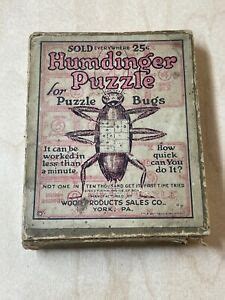 SOLD EVERYWHERE 25¢
Humdinger
Puzzle
for
Puzzle Bugs
It can be
worked in
less than
a minute.
How
quick
can You
do It?
NOT ONE IN TEN THOUSAND GET IT FIRST TIME TRIED
WOOD PRODUCTS SALES CO.,
YORK, PA.